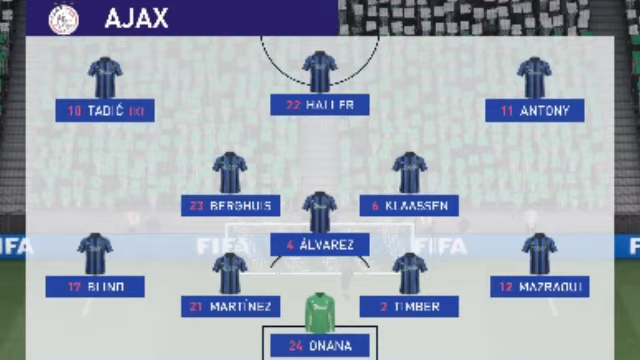 AJAX
10 TADIĆ (K)
22 HALLER
11 ANTONY
23 BERGHUIS
6 KLAASSEN
4 ÁLVAREZ
FIFA
FIFA
FIFA
17 BLIND
21 MARTÍNEZ
2 TIMBER
12 MAZRAOUI
24 ONANA